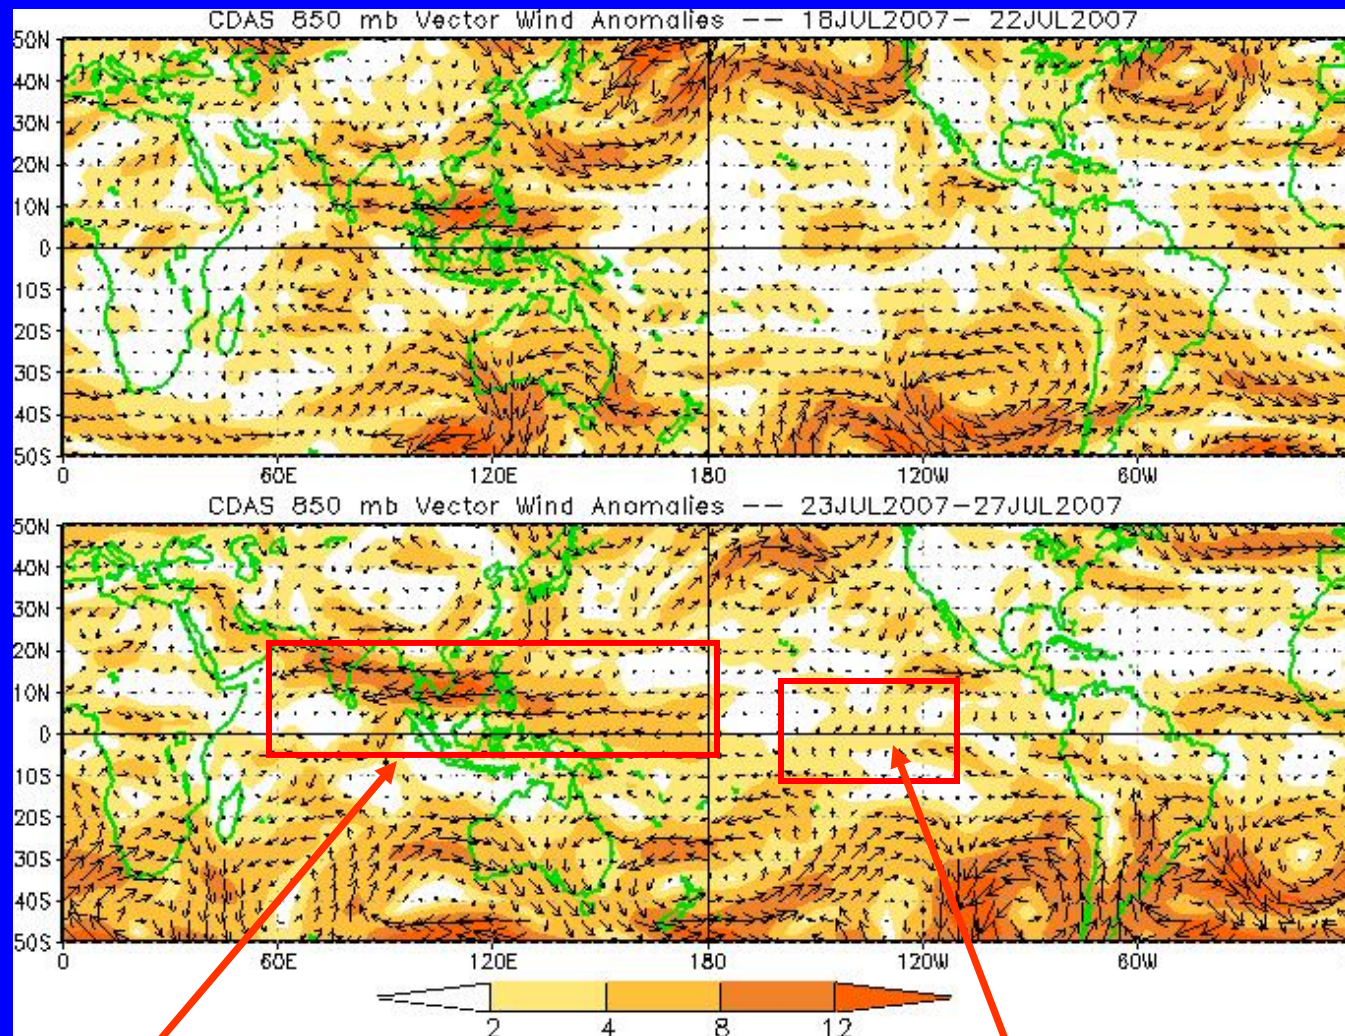 CDAS 850 mb Vector Wind Anomalies -- 18JUL2007- 22JUL2007
50N
40N
30N
20N
10N
0
10S
20S
30S
40S
50S
0 60E 120E 180 120W 60W
CDAS 850 mb Vector Wind Anomalies -- 23JUL2007-27JUL2007
50N
40N
30N
20N
10N
0
10S
20S
30S
40S
50S
0 60E 120E 180 120W 60W
2 4 8 12